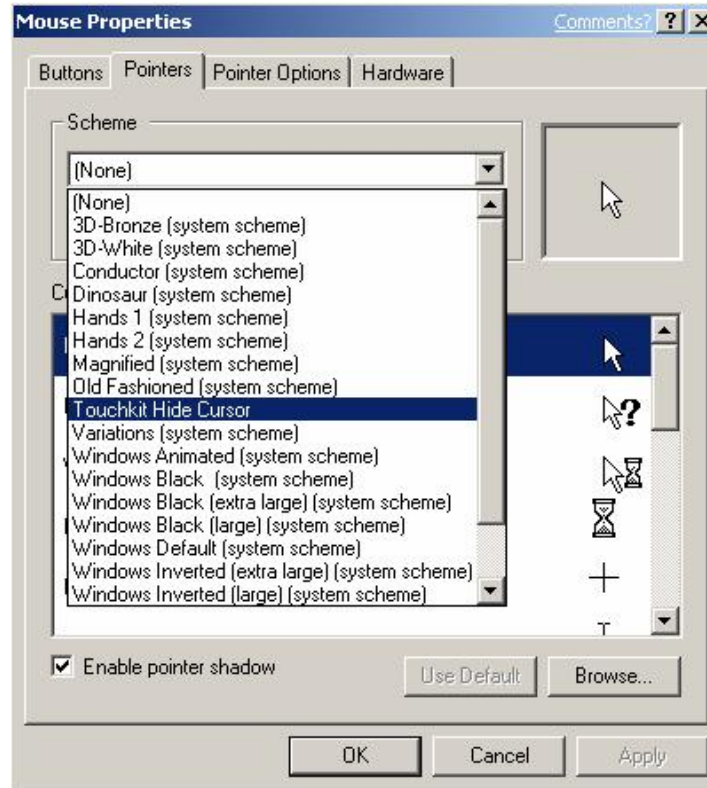 Mouse Properties Comments? ?
Buttons Pointers Pointer Options Hardware
Scheme
(None)
(None)
3D-Bronze (system scheme)
3D-White (system scheme)
Conductor (system scheme)
Dinosaur (system scheme)
Hands 1 (system scheme)
Hands 2 (system scheme)
Magnified (system scheme)
Old Fashioned (system scheme)
Touchkit Hide Cursor
Variations (system scheme)
Windows Animated (system scheme)
Windows Black (system scheme)
Windows Black (extra large) (system scheme)
Windows Black (large) (system scheme)
Windows Default (system scheme)
Windows Inverted (extra large) (system scheme)
Windows Inverted (large) (system scheme)
Enable pointer shadow
Use Default Browse...
OK Cancel Apply